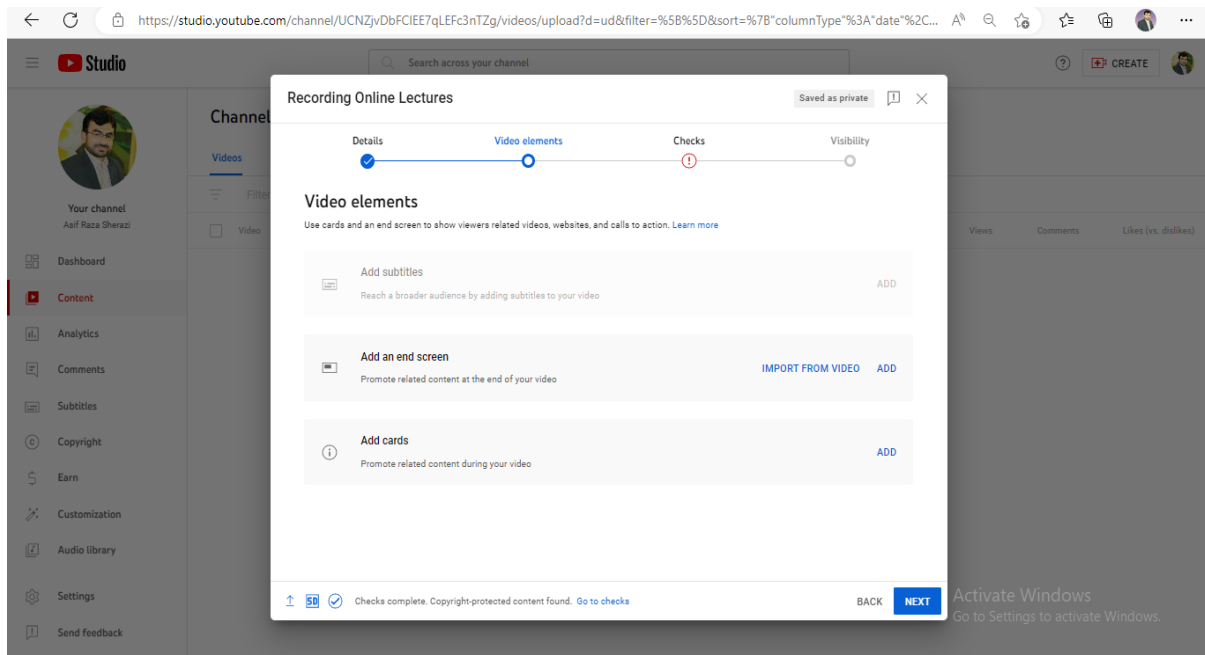 https://studio.youtube.com/channel/UCNZjvDbFCIEE7qLEFc3nTZg/videos/upload?d=ud&filter=%5B%5D&sort=%7B"columnType"%3A"date"%2C...
Studio
Search across your channel
CREATE
Your channel
Asif Raza Sherazi
Dashboard
Content
Analytics
Comments
Subtitles
Copyright
Earn
Customization
Audio library
Settings
Send feedback
Channel
Videos
Filter
Video
Views
Comments
Likes (vs. dislikes)
Recording Online Lectures
Saved as private
Details
Video elements
Checks
Visibility
Video elements
Use cards and an end screen to show viewers related videos, websites, and calls to action. Learn more
Add subtitles
ADD
Reach a broader audience by adding subtitles to your video
Add an end screen
IMPORT FROM VIDEO
ADD
Promote related content at the end of your video
Add cards
ADD
Promote related content during your video
SD
Checks complete. Copyright-protected content found. Go to checks
BACK
NEXT
Activate Windows
Go to Settings to activate Windows.